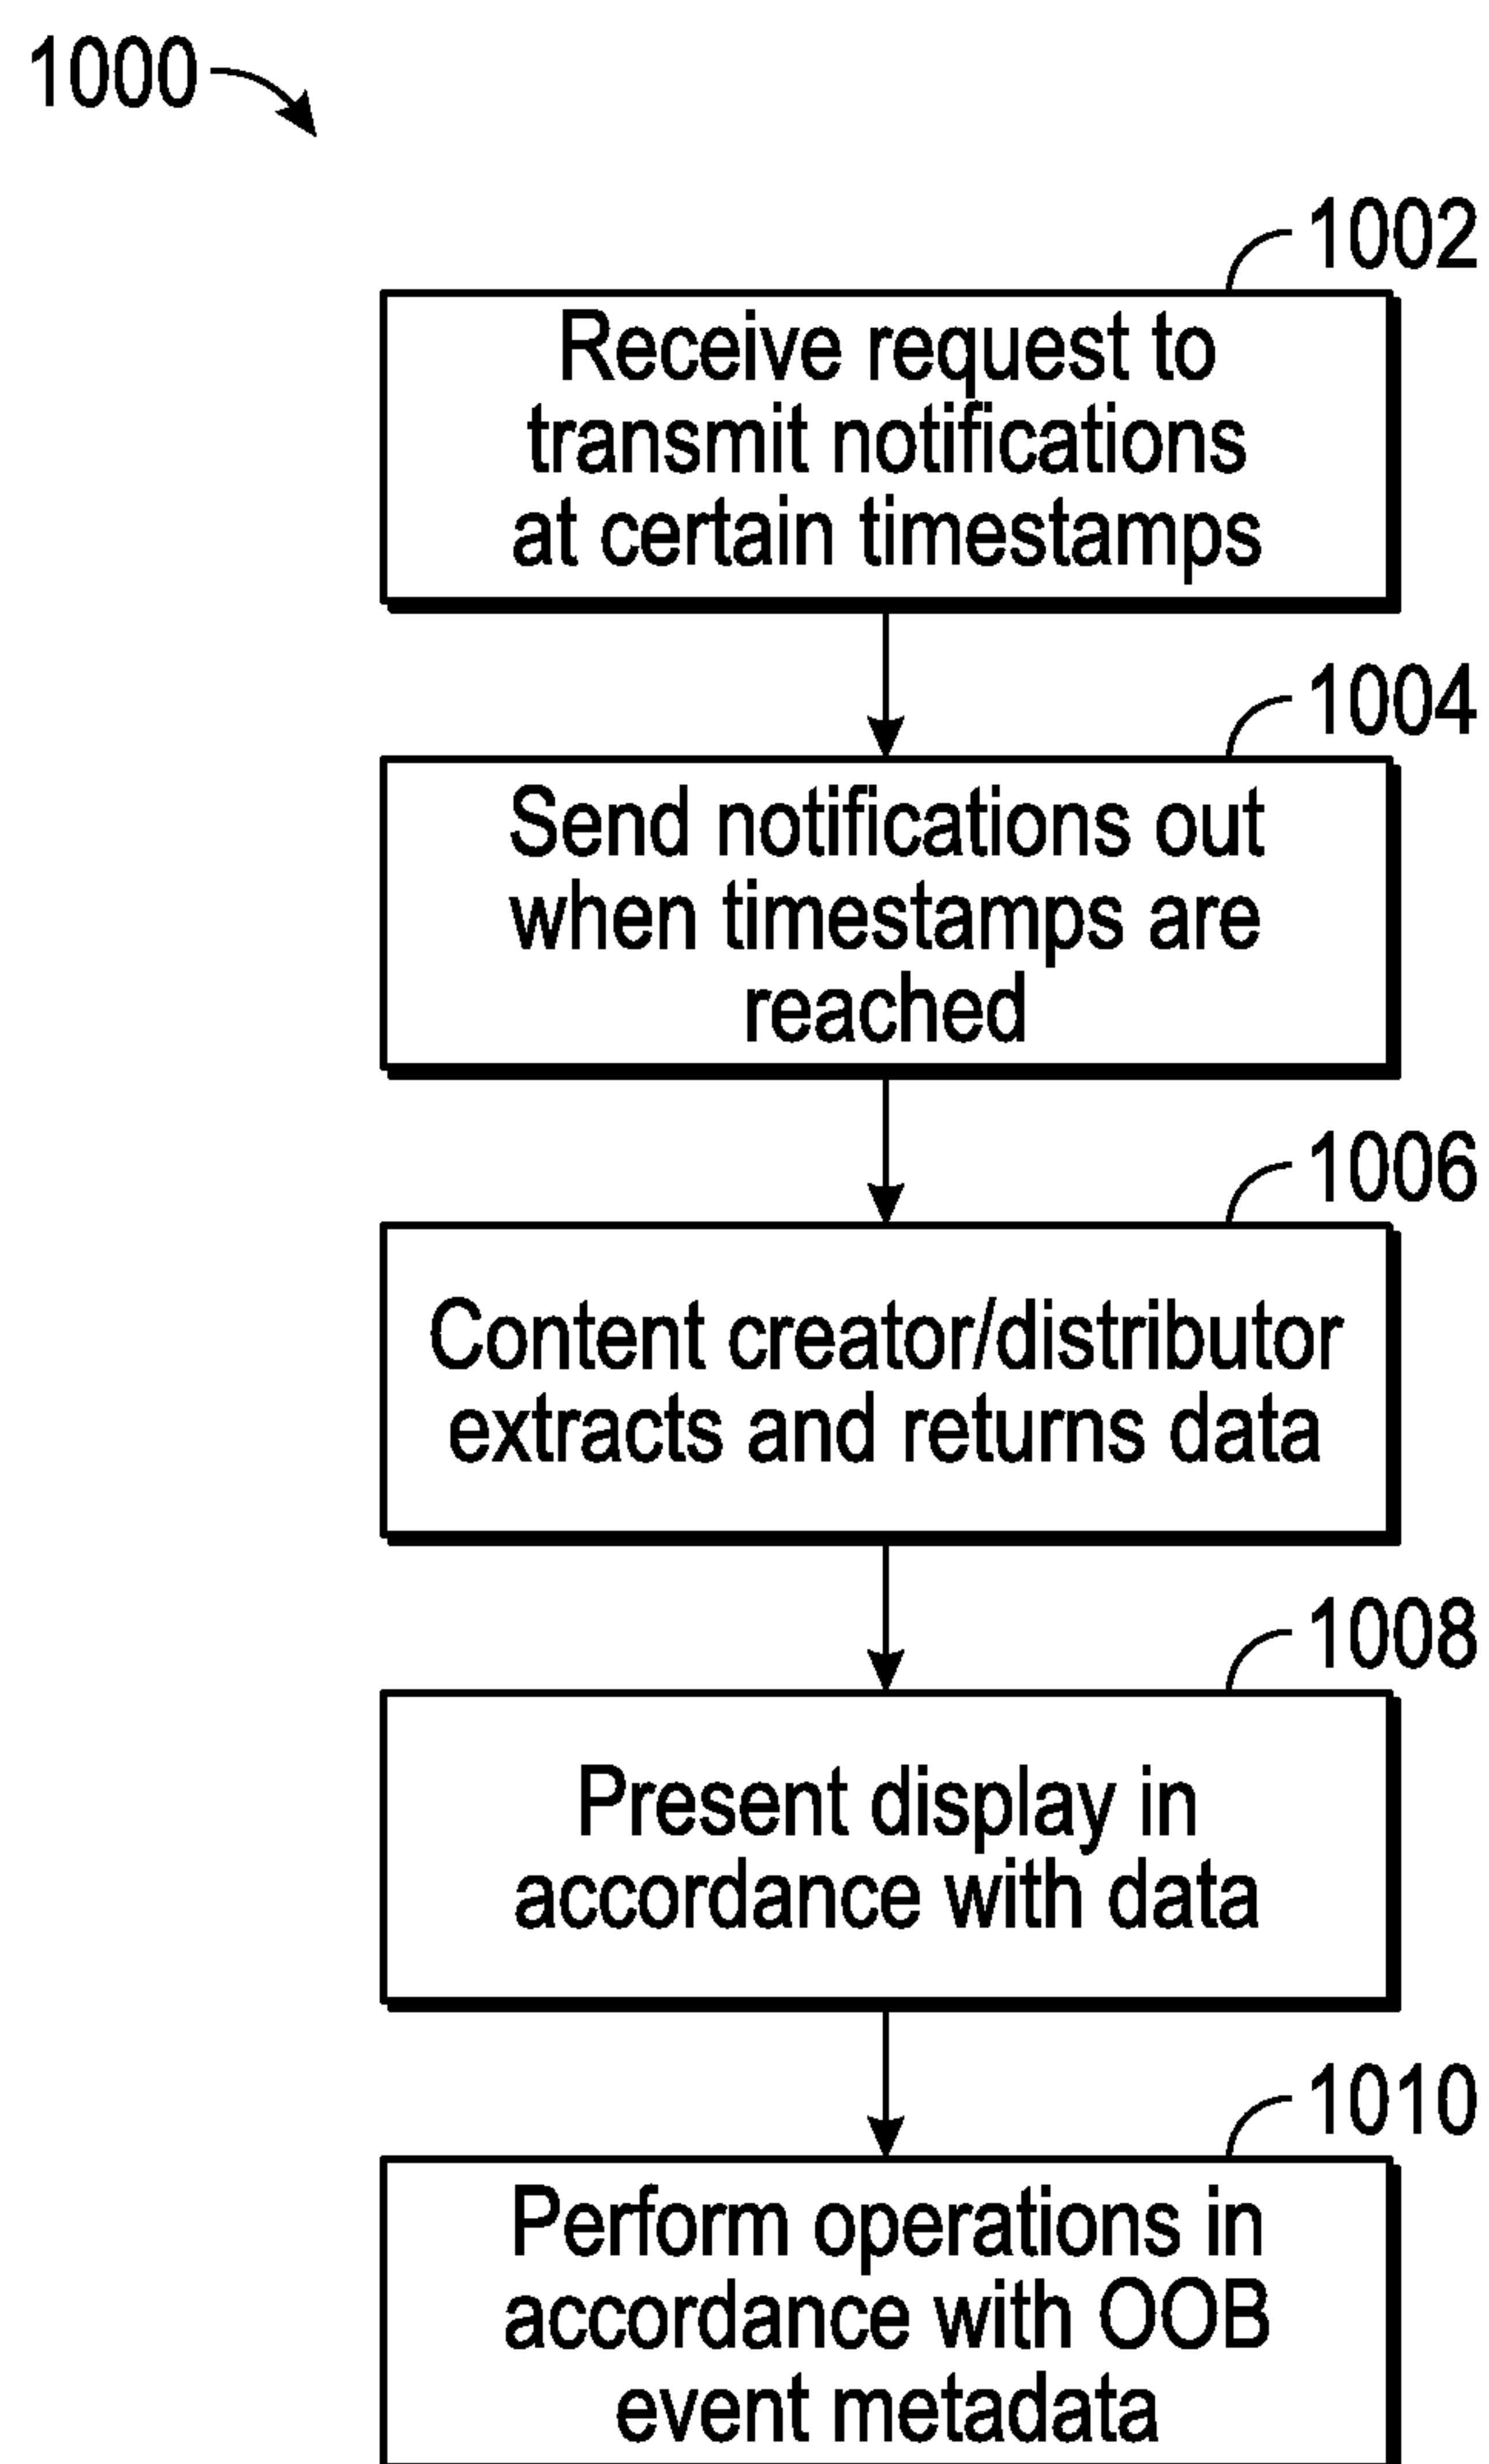 1000
1002
Receive request to
transmit notifications
at certain timestamps
1004
Send notifications out
when timestamps are
reached
1006
Content creator/distributor
extracts and returns data
1008
Present display in
accordance with data
1010
Perform operations in
accordance with OOB
event metadata